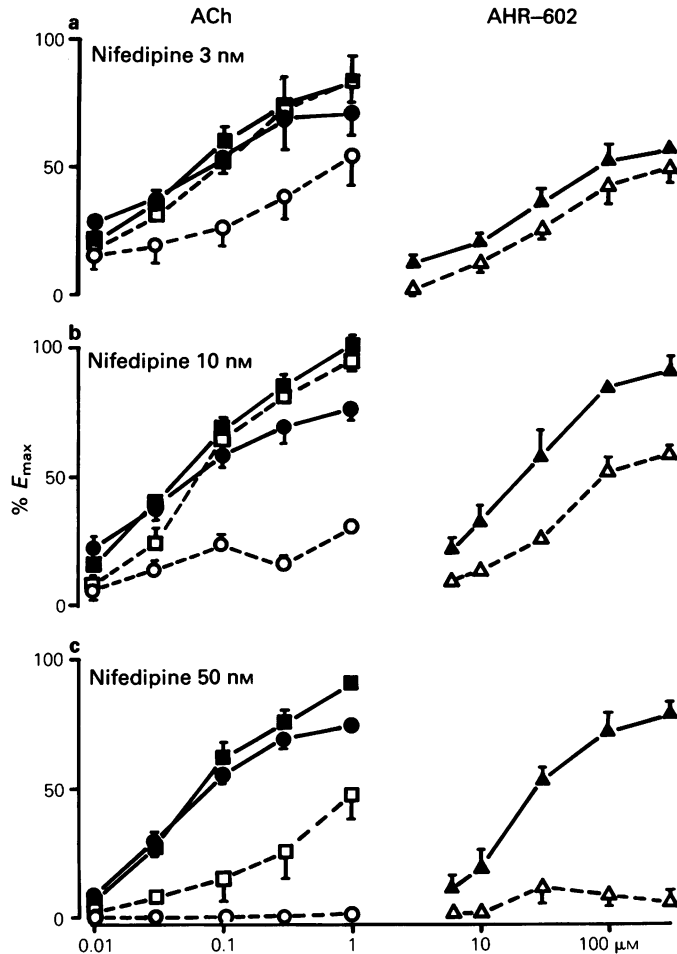 ACh AHR–602
a
100
Nifedipine 3 nM
50
0
b
100
Nifedipine 10 nM
% Emax
50
0
c
100
Nifedipine 50 nM
50
0
0.01 0.1 1 10 100 μM